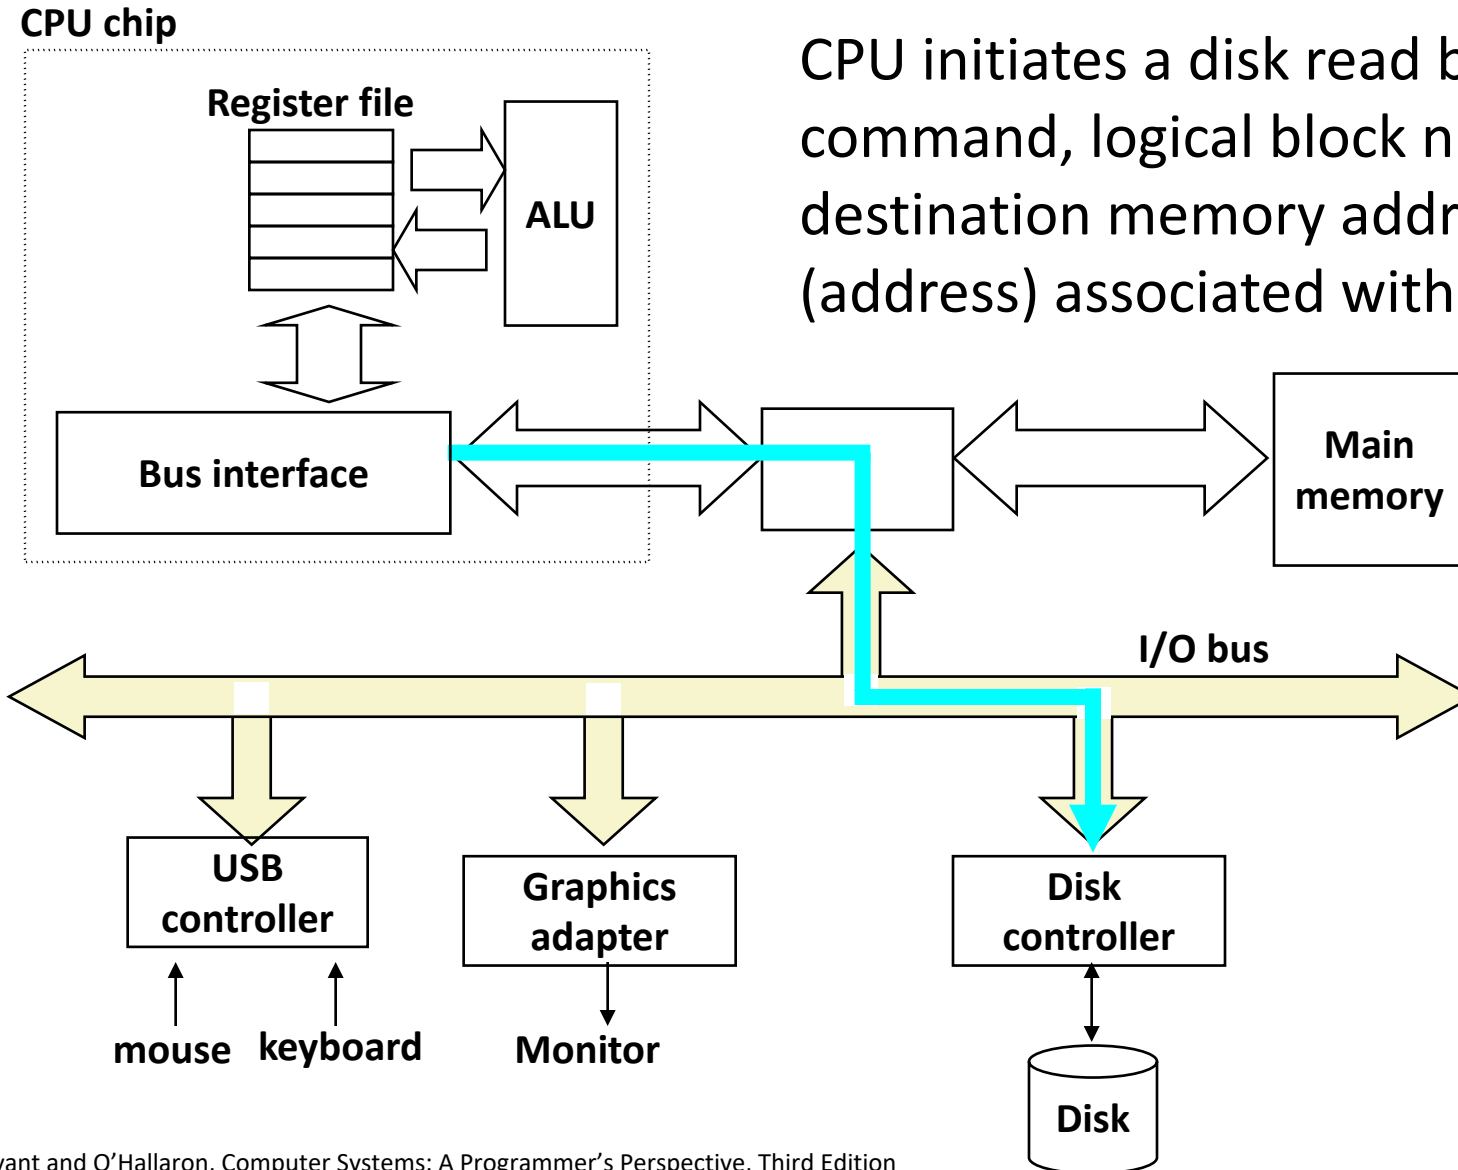 CPU chip
CPU initiates a disk read
command, logical block
destination memory
(address) associated with
Register file
ALU
Bus interface
Main
memory
I/O bus
USB
controller
Graphics
adapter
Disk
controller
mouse
keyboard
Monitor
Disk
and O'Hallaron, Computer Systems: A Programmer's Perspective, Third Edition